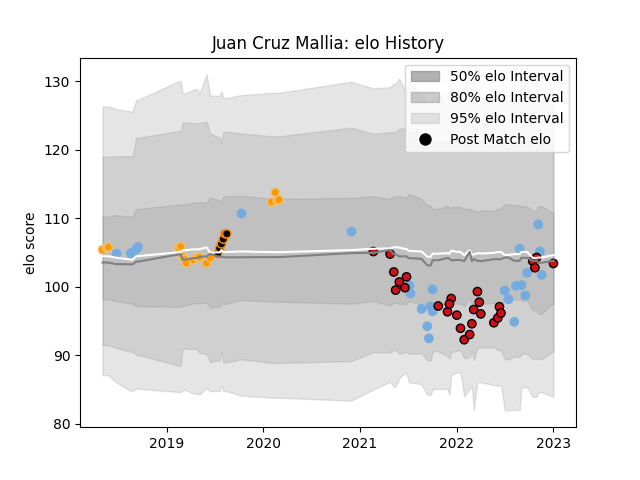 Juan Cruz Mallia: elo History
50% elo Interval
80% elo Interval
95% elo Interval
Post Match elo
elo score
130
120
110
100
90
80
2019
2020
2021
2022
2023